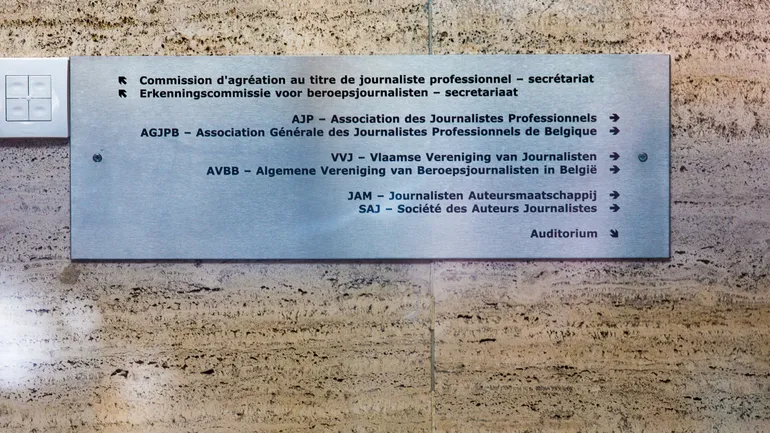 ↖ Commission d'agréation au titre de journaliste professionnel – secrétariat
↖ Erkenningscommissie voor beroepsjournalisten – secretariaat
AJP – Association des Journalistes Professionnels →
AGJPB – Association Générale des Journalistes Professionnels de Belgique →
VVJ – Vlaamse Vereniging van Journalisten →
AVBB – Algemene Vereniging van Beroepsjournalisten in België →
JAM – Journalisten Auteursmaatschappij →
SAJ – Société des Auteurs Journalistes →
Auditorium ↘